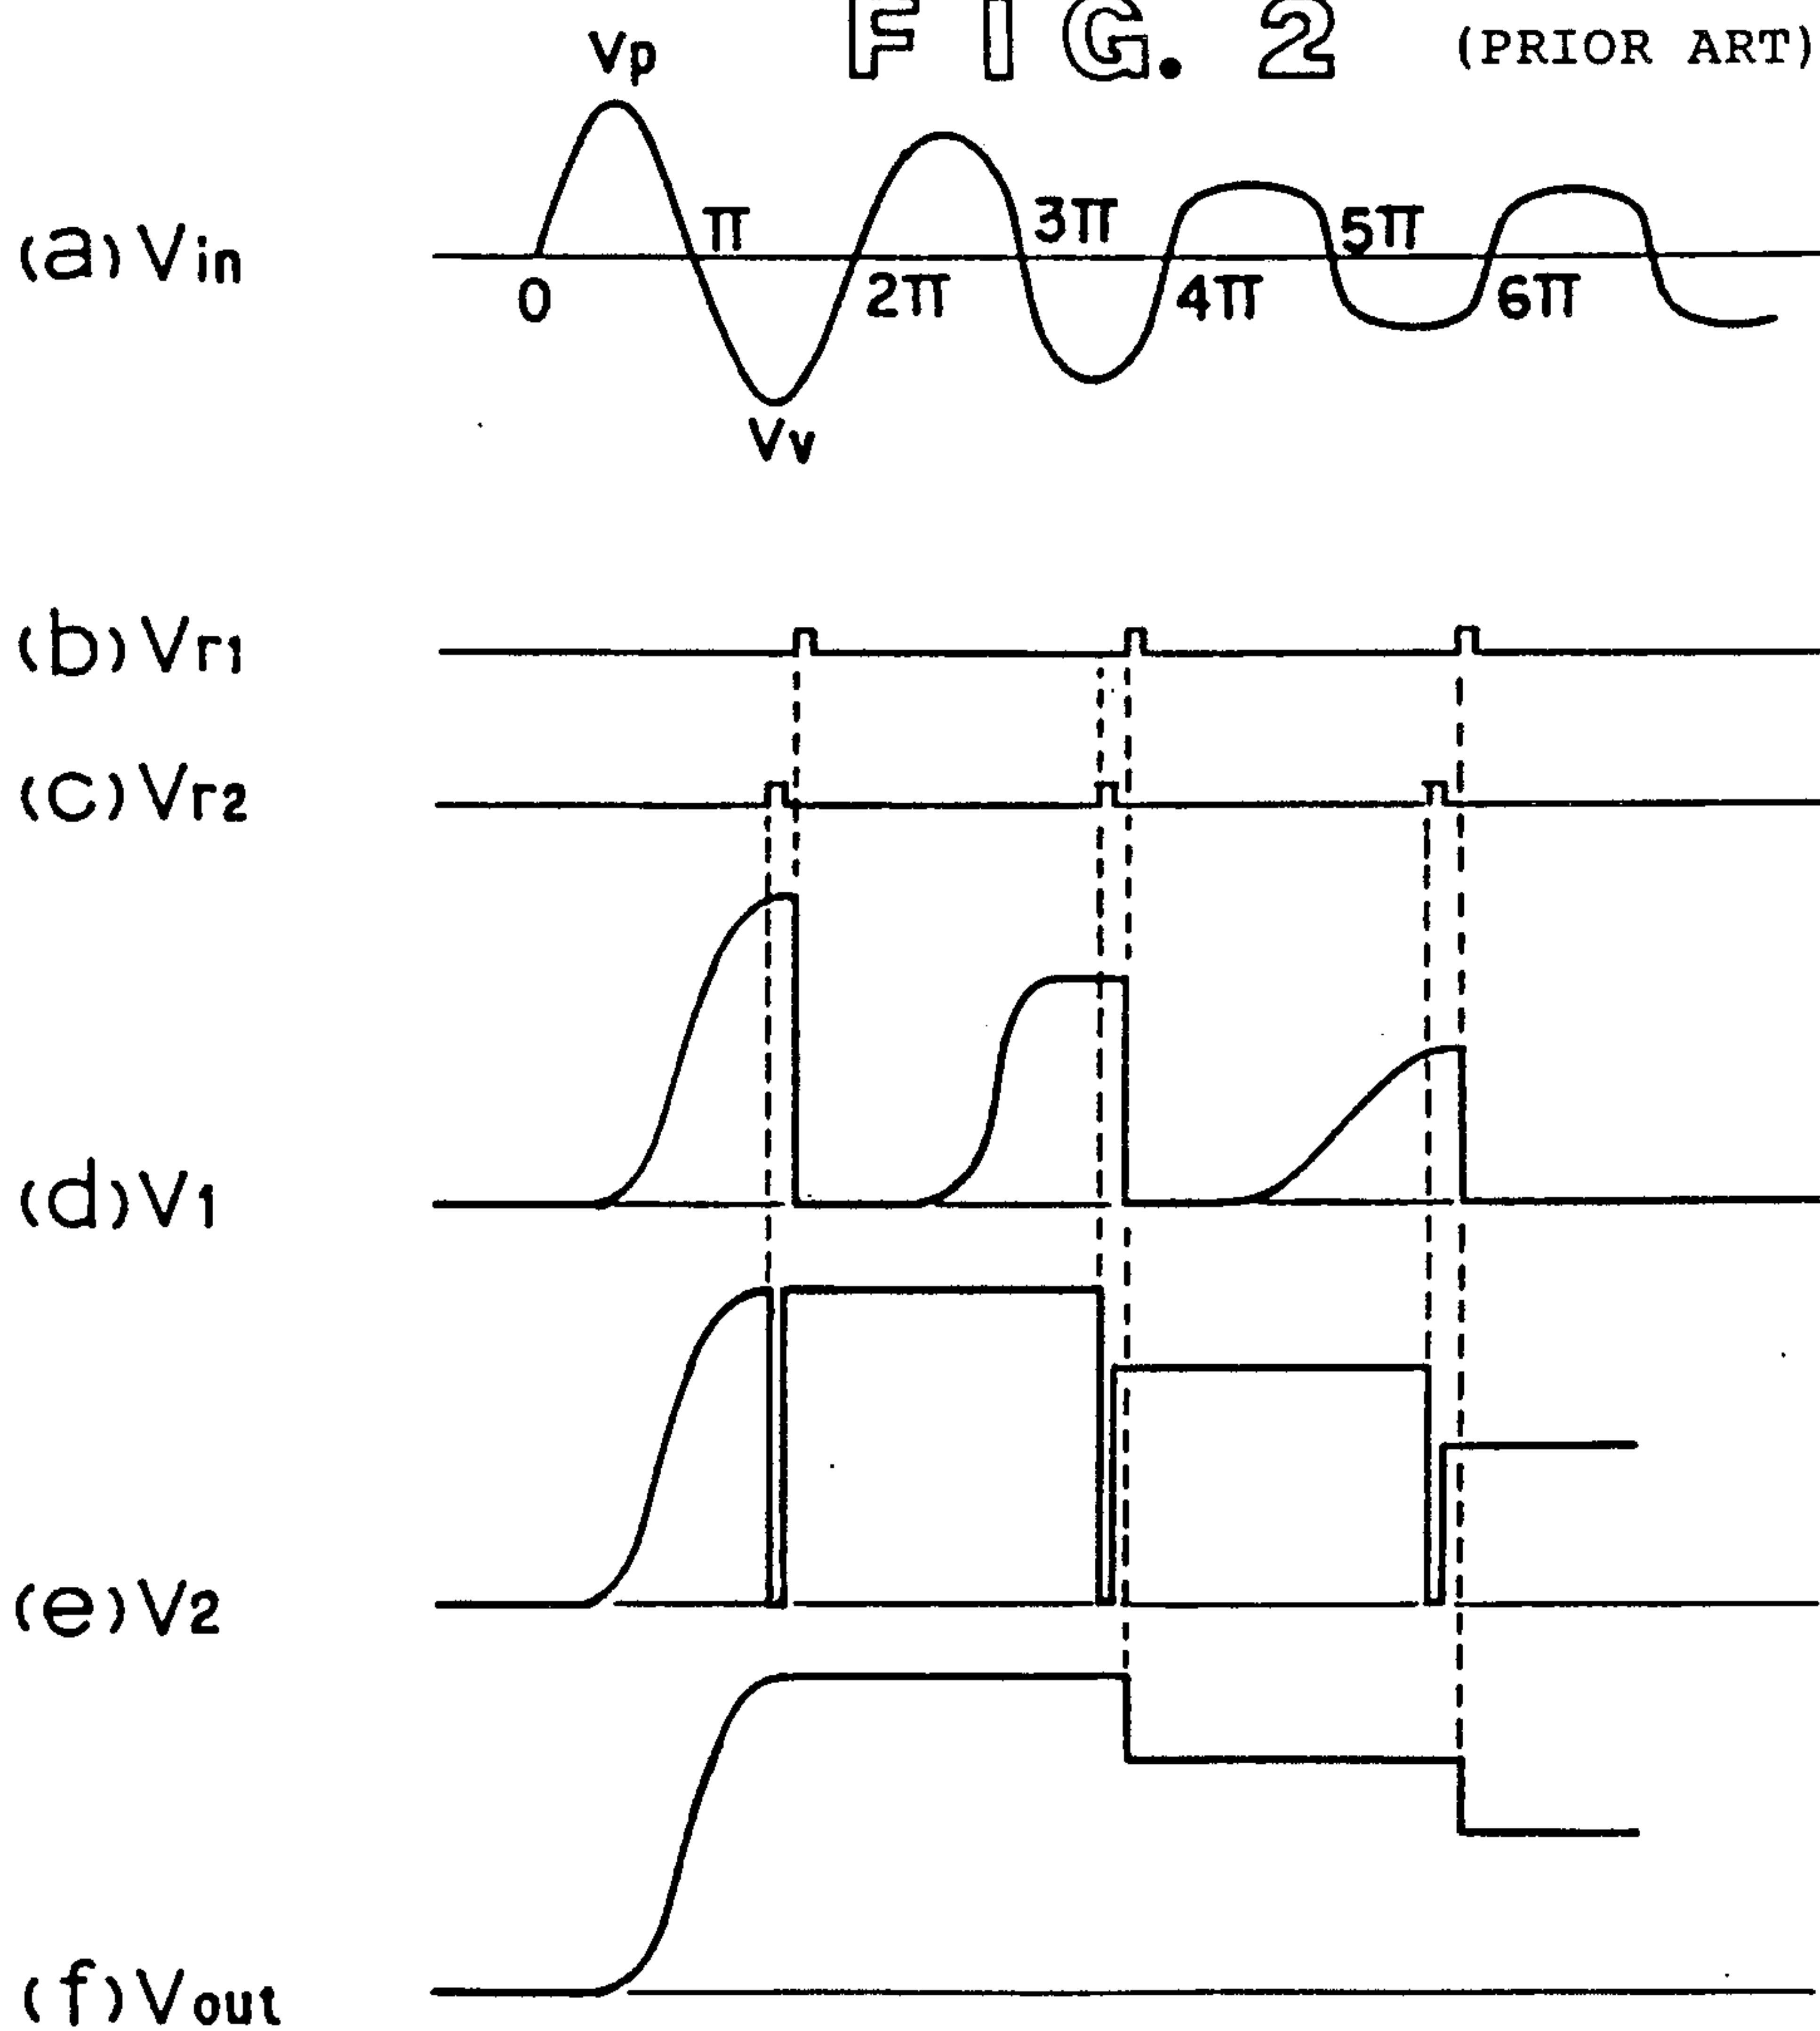 FIG. 2 (PRIOR ART)
Vp
(a) Vin
0
π
2π
3π
4π
5π
6π
Vv
(b) Vr1
(c) Vr2
(d) V1
(e) V2
(f) Vout